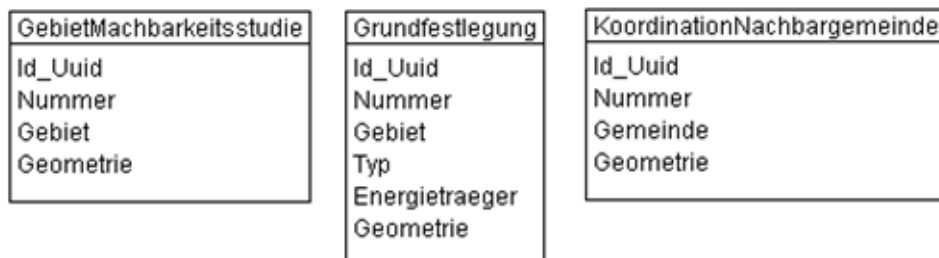 GebietMachbarkeitsstudie
Id_Uuid
Nummer
Gebiet
Geometrie
Grundfestlegung
Id_Uuid
Nummer
Gebiet
Typ
Energietraeger
Geometrie
KoordinationNachbargemeinde
Id_Uuid
Nummer
Gemeinde
Geometrie